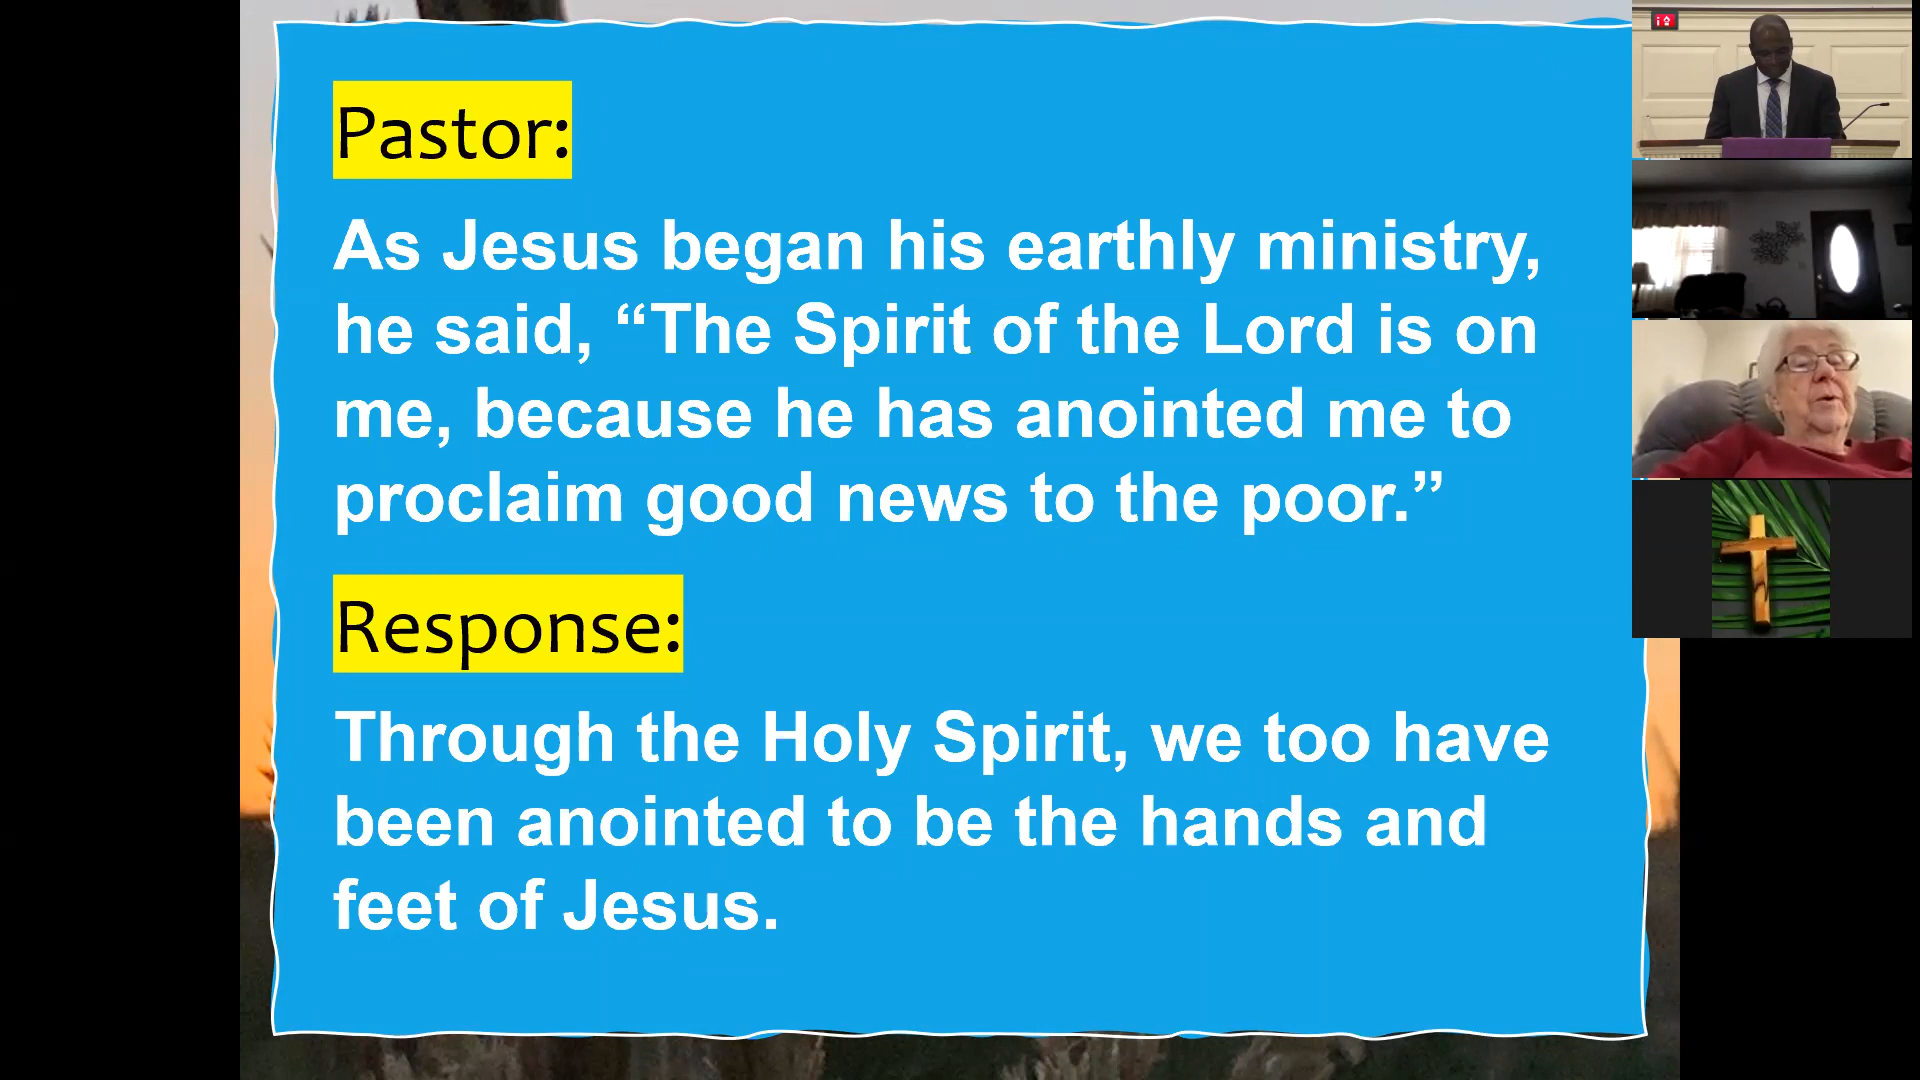 Pastor:
As Jesus began his earthly ministry,
he said, “The Spirit of the Lord is on
me, because he has anointed me to
proclaim good news to the poor.”
Response:
Through the Holy Spirit, we too have
been anointed to be the hands and
feet of Jesus.